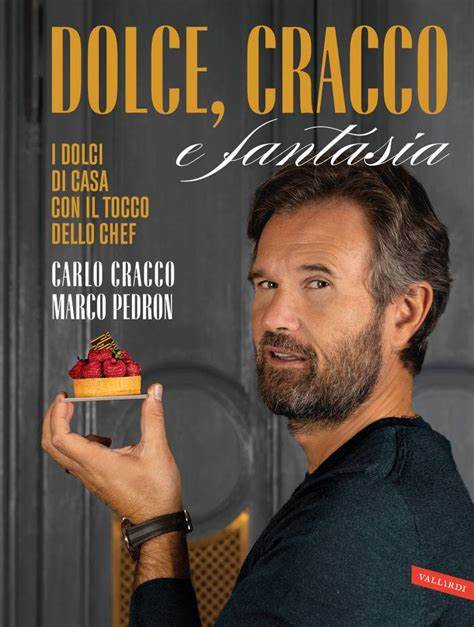 DOLCE, CRACCO
e fantasia
I DOLCI
DI CASA
CON IL TOCCO
DELLO CHEF
CARLO CRACCO
MARCO PEDRON
VALLARDI